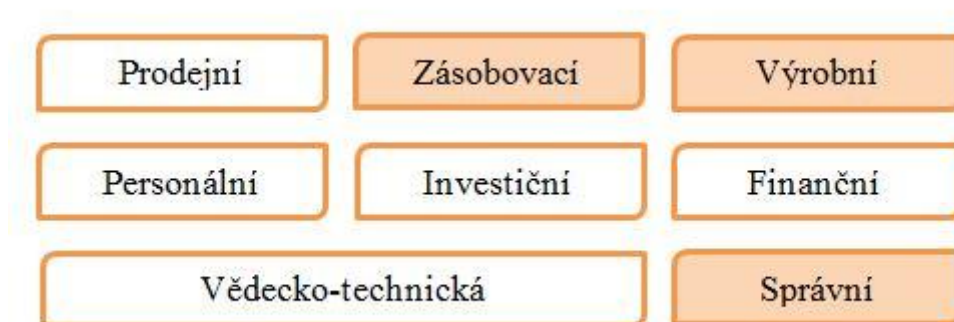 Prodejní Zásobovací Výrobní
Personální Investiční Finanční
Vědecko-technická Správní